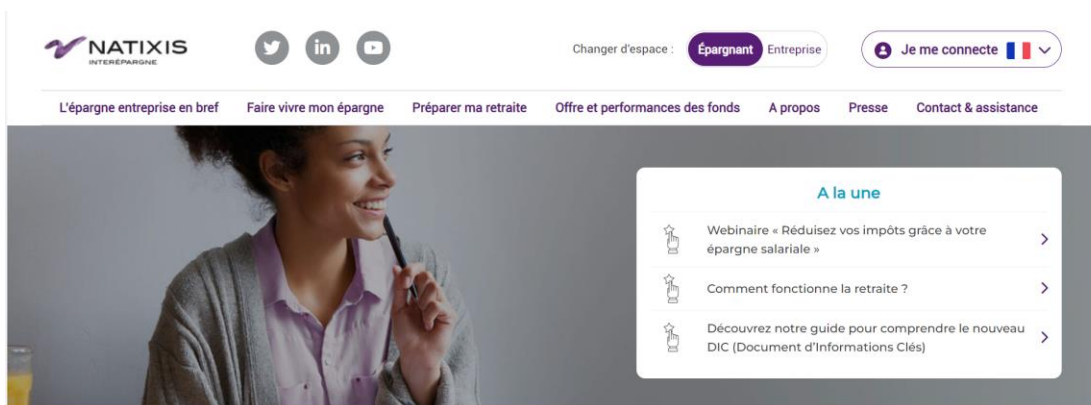 NATIXIS
INTERÉPARGNE
in
Changer d'espace :
Épargnant
Entreprise
Je me connecte
L'épargne entreprise en bref
Faire vivre mon épargne
Préparer ma retraite
Offre et performances des fonds
A propos
Presse
Contact & assistance
A la une
Webinaire « Réduisez vos impôts grâce à votre
épargne salariale »
Comment fonctionne la retraite ?
Découvrez notre guide pour comprendre le nouveau
DIC (Document d'Informations Clés)